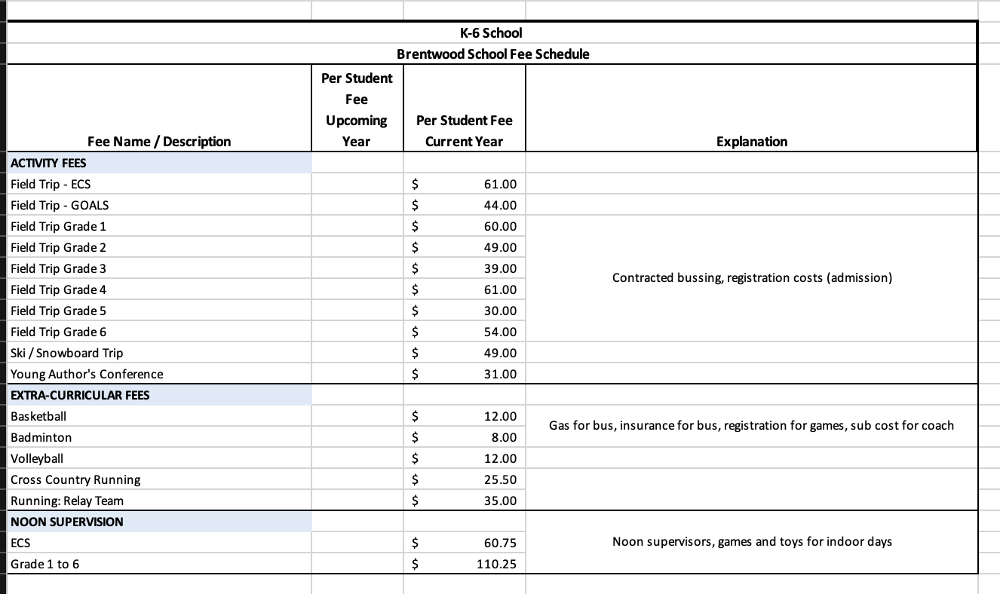 K-6 School
Brentwood School Fee Schedule
Fee Name / Description Per Student Fee Upcoming Year Per Student Fee Current Year Explanation
ACTIVITY FEES
Field Trip - ECS $ 61.00
Field Trip - GOALS $ 44.00
Field Trip Grade 1 $ 60.00
Field Trip Grade 2 $ 49.00
Field Trip Grade 3 $ 39.00
Contracted bussing, registration costs (admission)
Field Trip Grade 4 $ 61.00
Field Trip Grade 5 $ 30.00
Field Trip Grade 6 $ 54.00
Ski / Snowboard Trip $ 49.00
Young Author's Conference $ 31.00
EXTRA-CURRICULAR FEES
Basketball $ 12.00
Gas for bus, insurance for bus, registration for games, sub cost for coach
Badminton $ 8.00
Volleyball $ 12.00
Cross Country Running $ 25.50
Running: Relay Team $ 35.00
NOON SUPERVISION
ECS $ 60.75
Noon supervisors, games and toys for indoor days
Grade 1 to 6 $ 110.25